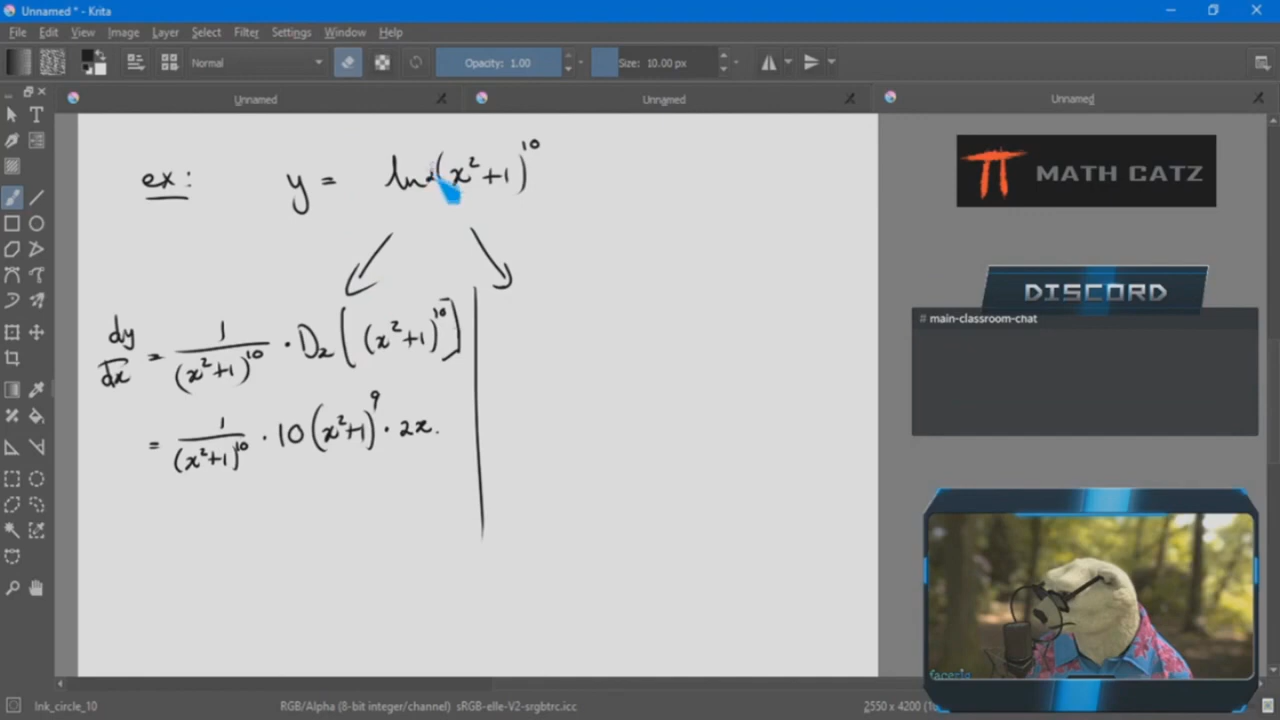 Unnamed * - Krita
File Edit View Image Layer Select Filter Settings Window Help
Normal Opacity: 1.00 Size: 10.00 px
Unnamed Unnamed Unnamed
ex: y = ln (x²+1)^10
MATH CATZ
DISCORD
# main-classroom-chat
dy/dx = 1/(x²+1)^10 · Dx [(x²+1)^10]
= 1/(x²+1)^10 · 10(x²+1)^9 · 2x.
facerig
Ink_circle_10 RGB/Alpha (8-bit integer/channel) sRGB-elle-V2-srgbtrc.icc 2550 x 4200